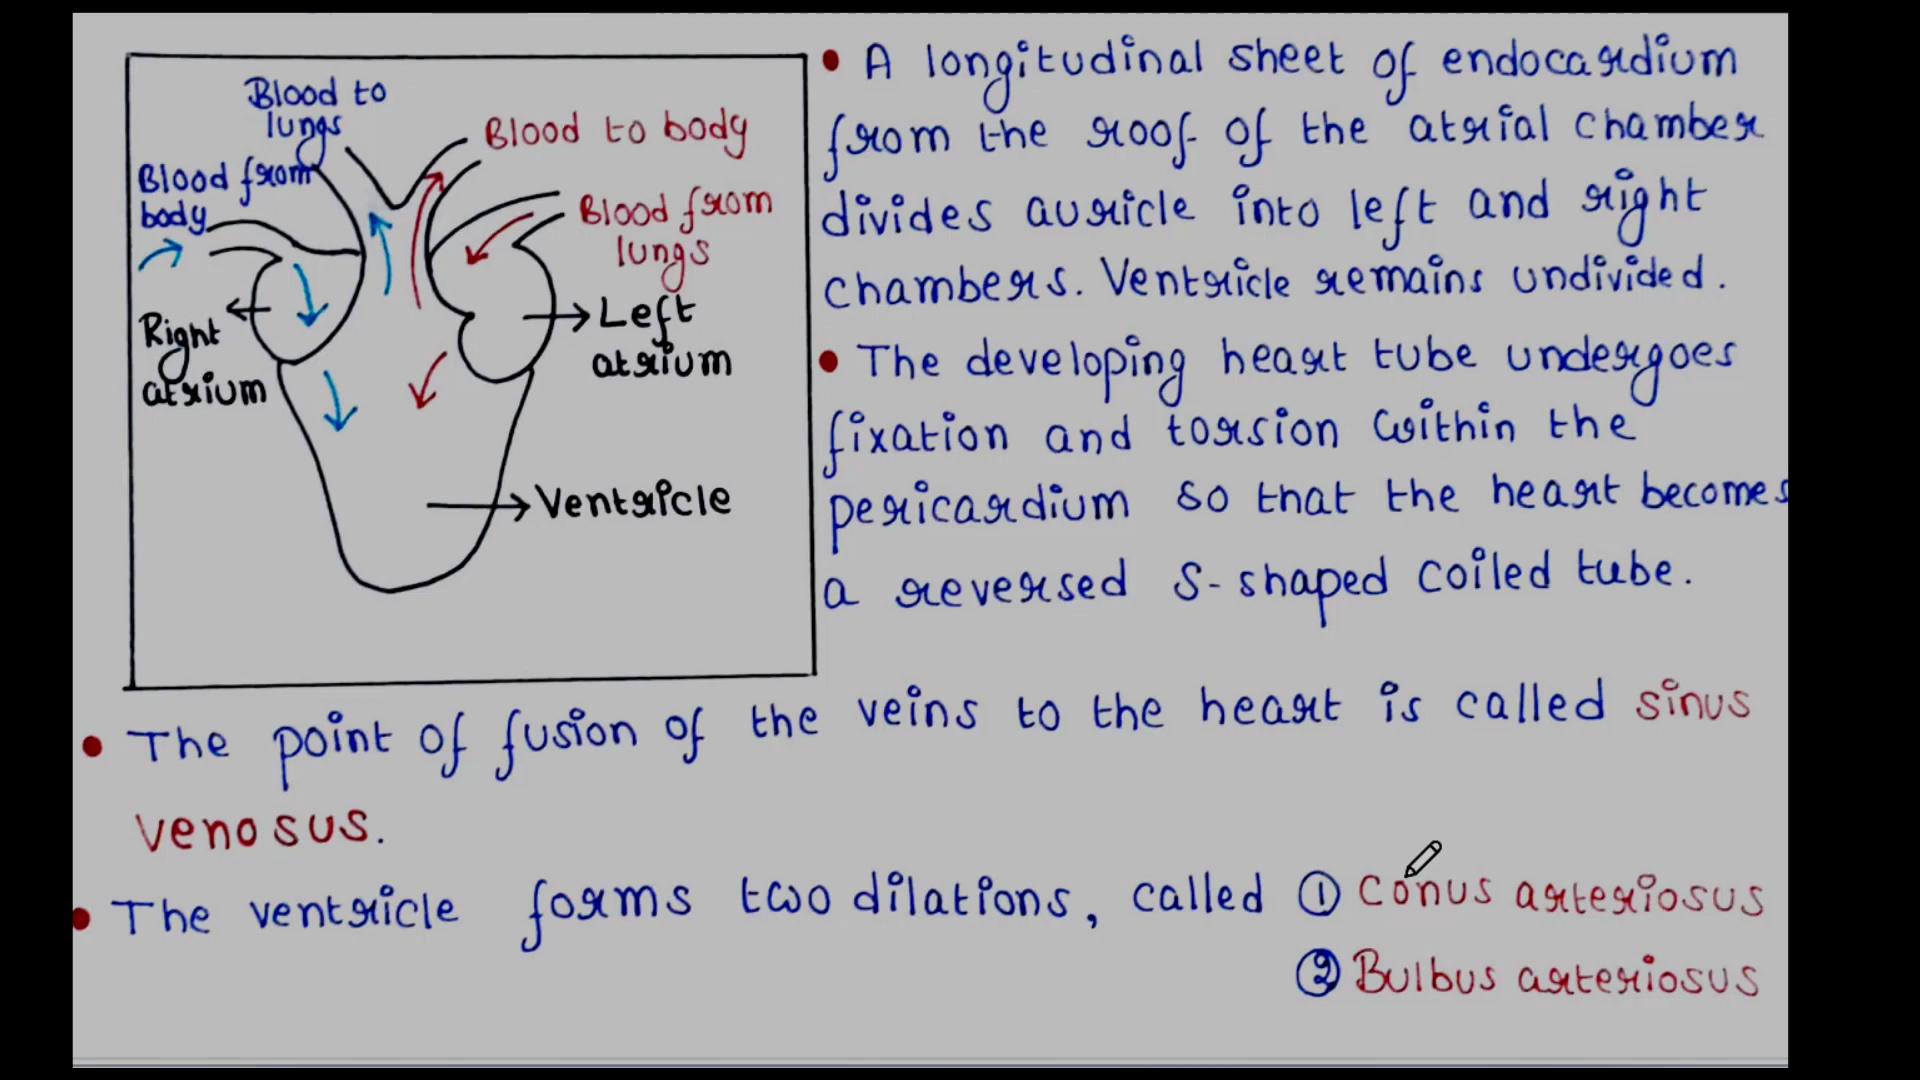 Blood to
lungs
Blood to body
Blood from
body
Blood from
lungs
Right
atrium
Left
atrium
Ventricle
• A longitudinal sheet of endocardium
from the roof of the atrial chamber
divides auricle into left and right
chambers. Ventricle remains undivided.
• The developing heart tube undergoes
fixation and torsion within the
pericardium so that the heart becomes
a reversed S-shaped coiled tube.
• The point of fusion of the veins to the heart is called sinus
venosus.
• The ventricle forms two dilations, called ① Conus arteriosus
② Bulbus arteriosus